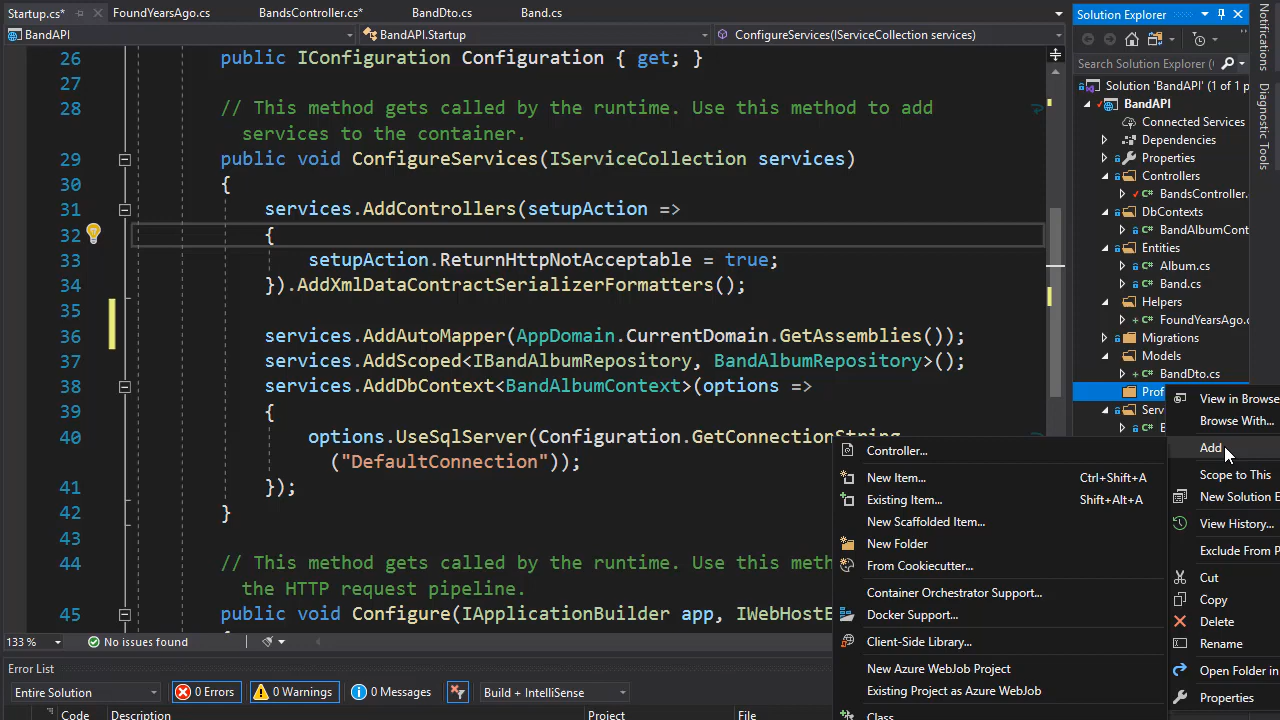 Startup.cs*
FoundYearsAgo.cs
BandsController.cs*
BandDto.cs
Band.cs
BandAPI
BandAPI.Startup
ConfigureServices(IServiceCollection services)
26 public IConfiguration Configuration { get; }
27
28 // This method gets called by the runtime. Use this method to add
services to the container.
29 public void ConfigureServices(IServiceCollection services)
30 {
31 services.AddControllers(setupAction =>
32 {
33 setupAction.ReturnHttpNotAcceptable = true;
34 }).AddXmlDataContractSerializerFormatters();
35
36 services.AddAutoMapper(AppDomain.CurrentDomain.GetAssemblies());
37 services.AddScoped<IBandAlbumRepository, BandAlbumRepository>();
38 services.AddDbContext<BandAlbumContext>(options =>
39 {
40 options.UseSqlServer(Configuration.GetConnectionString
("DefaultConnection"));
41 });
42 }
43
44 // This method gets called by the runtime. Use this meth
the HTTP request pipeline.
45 public void Configure(IApplicationBuilder app, IWebHostE
133 %
No issues found
Error List
Entire Solution
0 Errors
0 Warnings
0 Messages
Build + IntelliSense
Code
Description
Project
File
Solution Explorer
Search Solution Explorer (
Solution 'BandAPI' (1 of 1 p
BandAPI
Connected Services
Dependencies
Properties
Controllers
C# BandsController.
DbContexts
C# BandAlbumCont
Entities
C# Album.cs
C# Band.cs
Helpers
C# FoundYearsAgo.c
Migrations
Models
C# BandDto.cs
Prof
Serv
Notifications
Diagnostic Tools
View in Browse
Browse With...
Add
Scope to This
New Solution E
View History...
Exclude From P
Cut
Copy
Delete
Rename
Open Folder in
Properties
Controller...
New Item... Ctrl+Shift+A
Existing Item... Shift+Alt+A
New Scaffolded Item...
New Folder
From Cookiecutter...
Container Orchestrator Support...
Docker Support...
Client-Side Library...
New Azure WebJob Project
Existing Project as Azure WebJob
Class